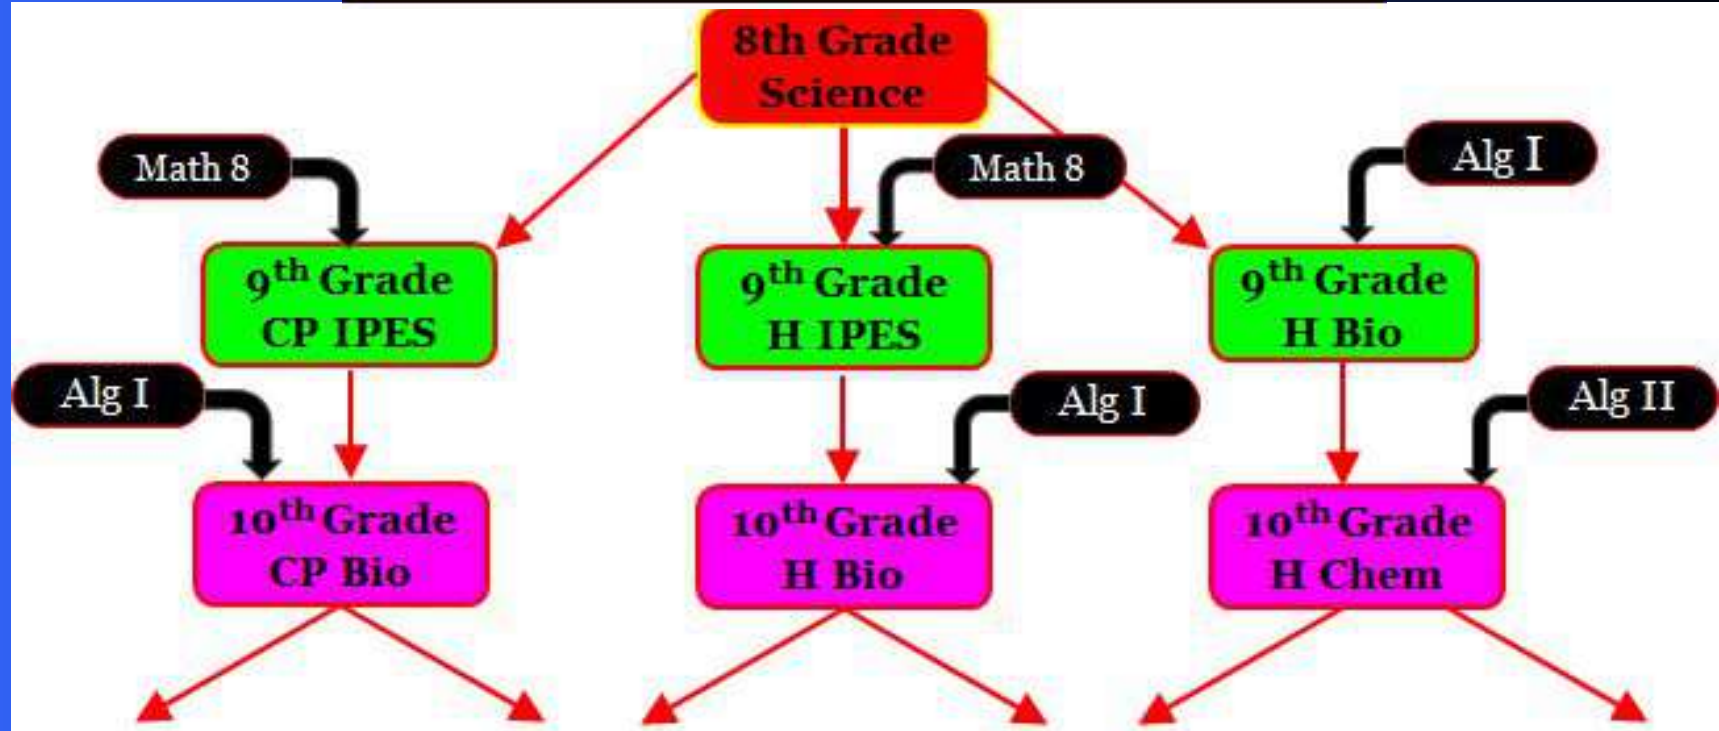 8th Grade
Science
Math 8
Math 8
Alg I
9th Grade
CP IPES
9th Grade
H IPES
9th Grade
H Bio
Alg I
Alg I
Alg II
10th Grade
CP Bio
10th Grade
H Bio
10th Grade
H Chem